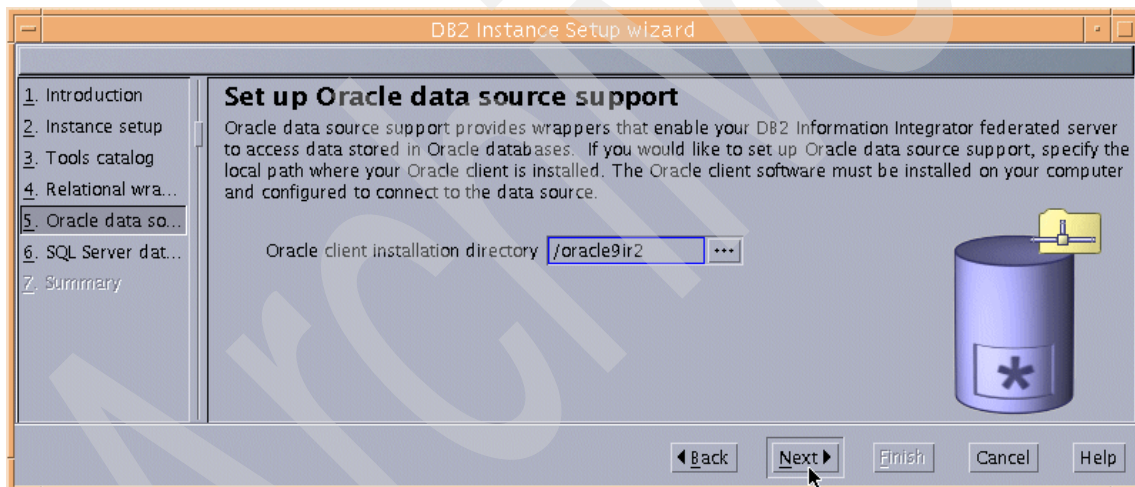 DB2 Instance Setup wizard
1. Introduction
2. Instance setup
3. Tools catalog
4. Relational wra...
5. Oracle data so...
6. SQL Server dat...
7. Summary
Set up Oracle data source support
Oracle data source support provides wrappers that enable your DB2 Information Integrator federated server
to access data stored in Oracle databases. If you would like to set up Oracle data source support, specify the
local path where your Oracle client is installed. The Oracle client software must be installed on your computer
and configured to connect to the data source.
Oracle client installation directory /oracle9ir2 ...
Back Next Finish Cancel Help
Archive